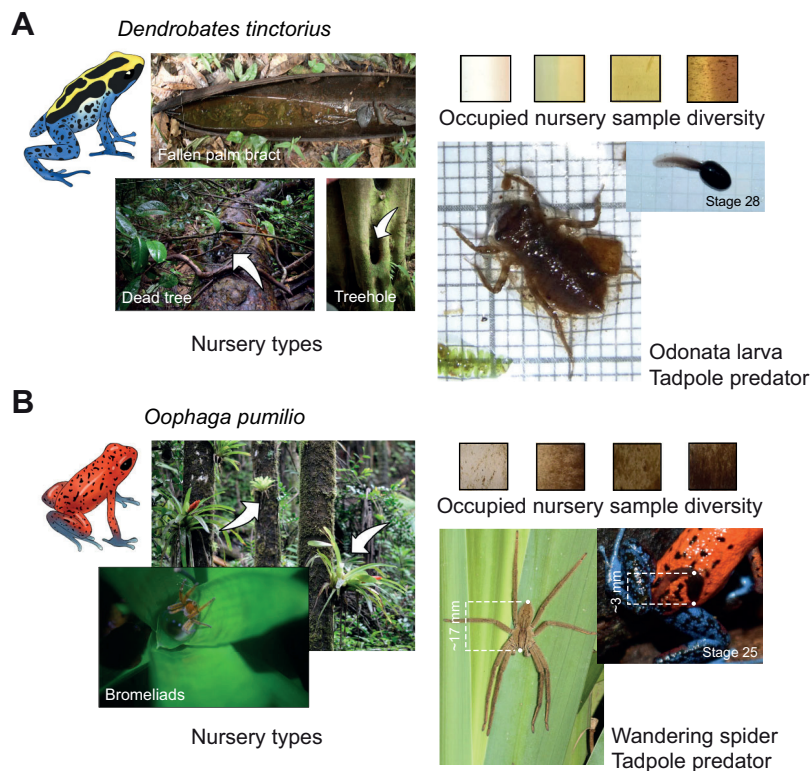 A
Dendrobates tinctorius
Fallen palm bract
Dead tree
Treehole
Nursery types
Occupied nursery sample diversity
Stage 28
Odonata larva
Tadpole predator
B
Oophaga pumilio
Bromeliads
Nursery types
Occupied nursery sample diversity
~17 mm
~3 mm
Stage 25
Wandering spider
Tadpole predator